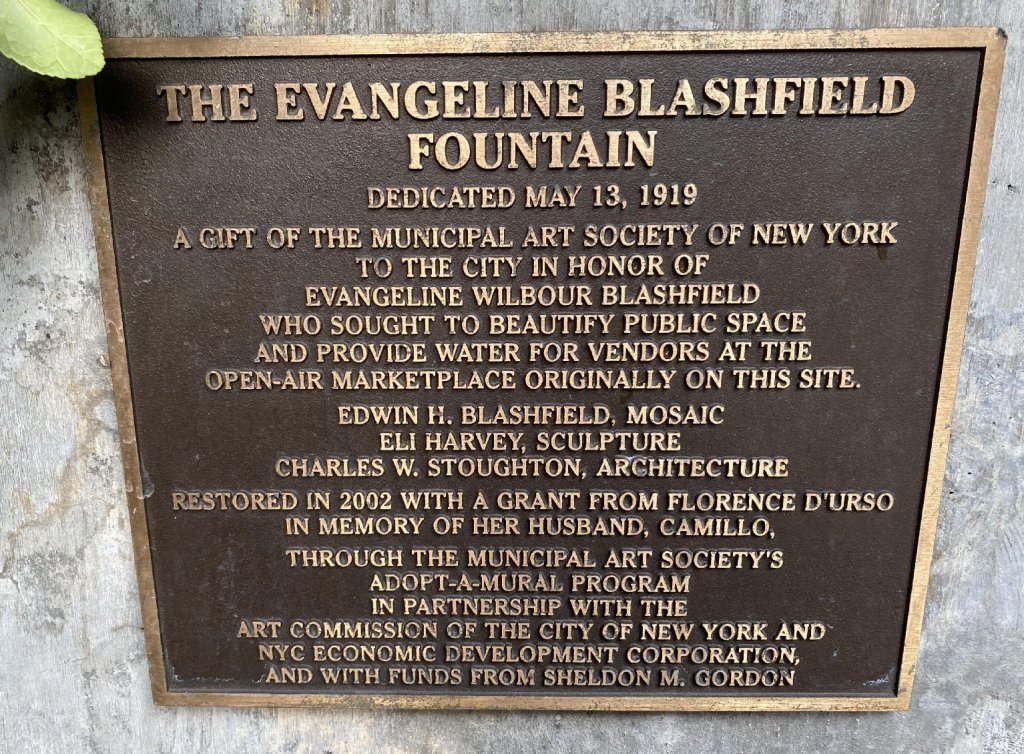 THE EVANGELINE BLASHFIELD
FOUNTAIN
DEDICATED MAY 13, 1919
A GIFT OF THE MUNICIPAL ART SOCIETY OF NEW YORK
TO THE CITY IN HONOR OF
EVANGELINE WILBOUR BLASHFIELD
WHO SOUGHT TO BEAUTIFY PUBLIC SPACE
AND PROVIDE WATER FOR VENDORS AT THE
OPEN-AIR MARKETPLACE ORIGINALLY ON THIS SITE.
EDWIN H. BLASHFIELD, MOSAIC
ELI HARVEY, SCULPTURE
CHARLES W. STOUGHTON, ARCHITECTURE
RESTORED IN 2002 WITH A GRANT FROM FLORENCE D'URSO
IN MEMORY OF HER HUSBAND, CAMILLO,
THROUGH THE MUNICIPAL ART SOCIETY'S
ADOPT-A-MURAL PROGRAM
IN PARTNERSHIP WITH THE
ART COMMISSION OF THE CITY OF NEW YORK AND
NYC ECONOMIC DEVELOPMENT CORPORATION,
AND WITH FUNDS FROM SHELDON M. GORDON